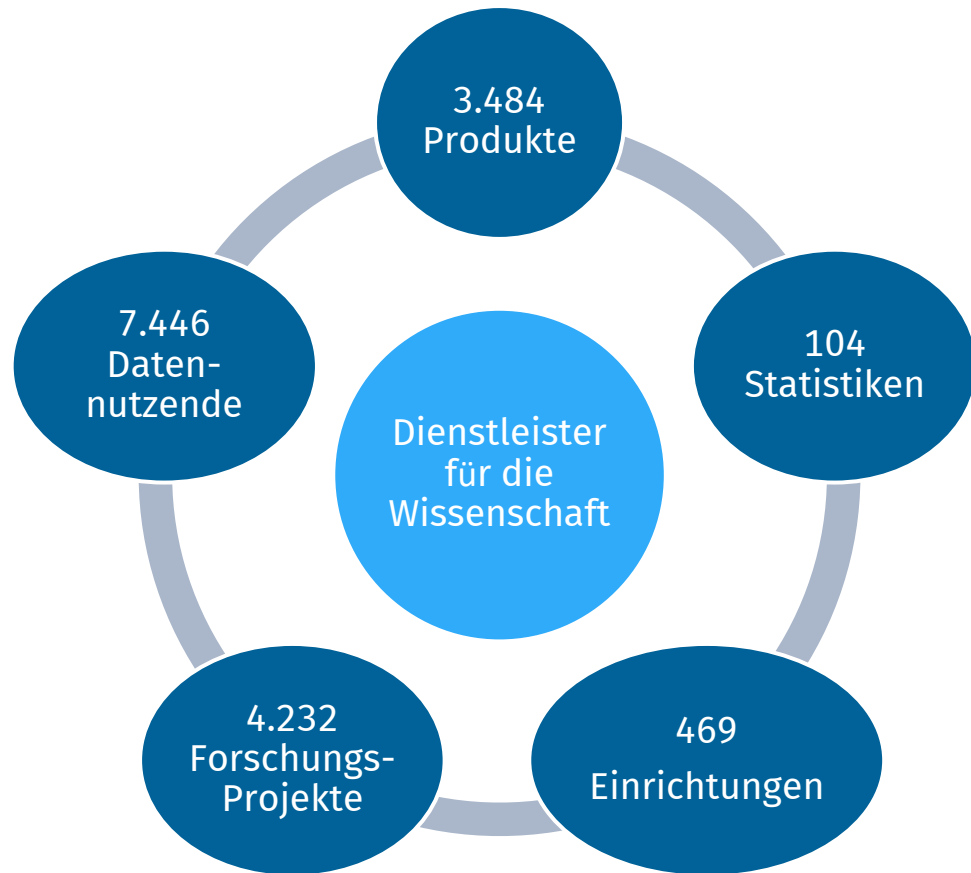 3.484
Produkte
104
Statistiken
469
Einrichtungen
4.232
Forschungs-
Projekte
7.446
Daten-
nutzende
Dienstleister
für die
Wissenschaft